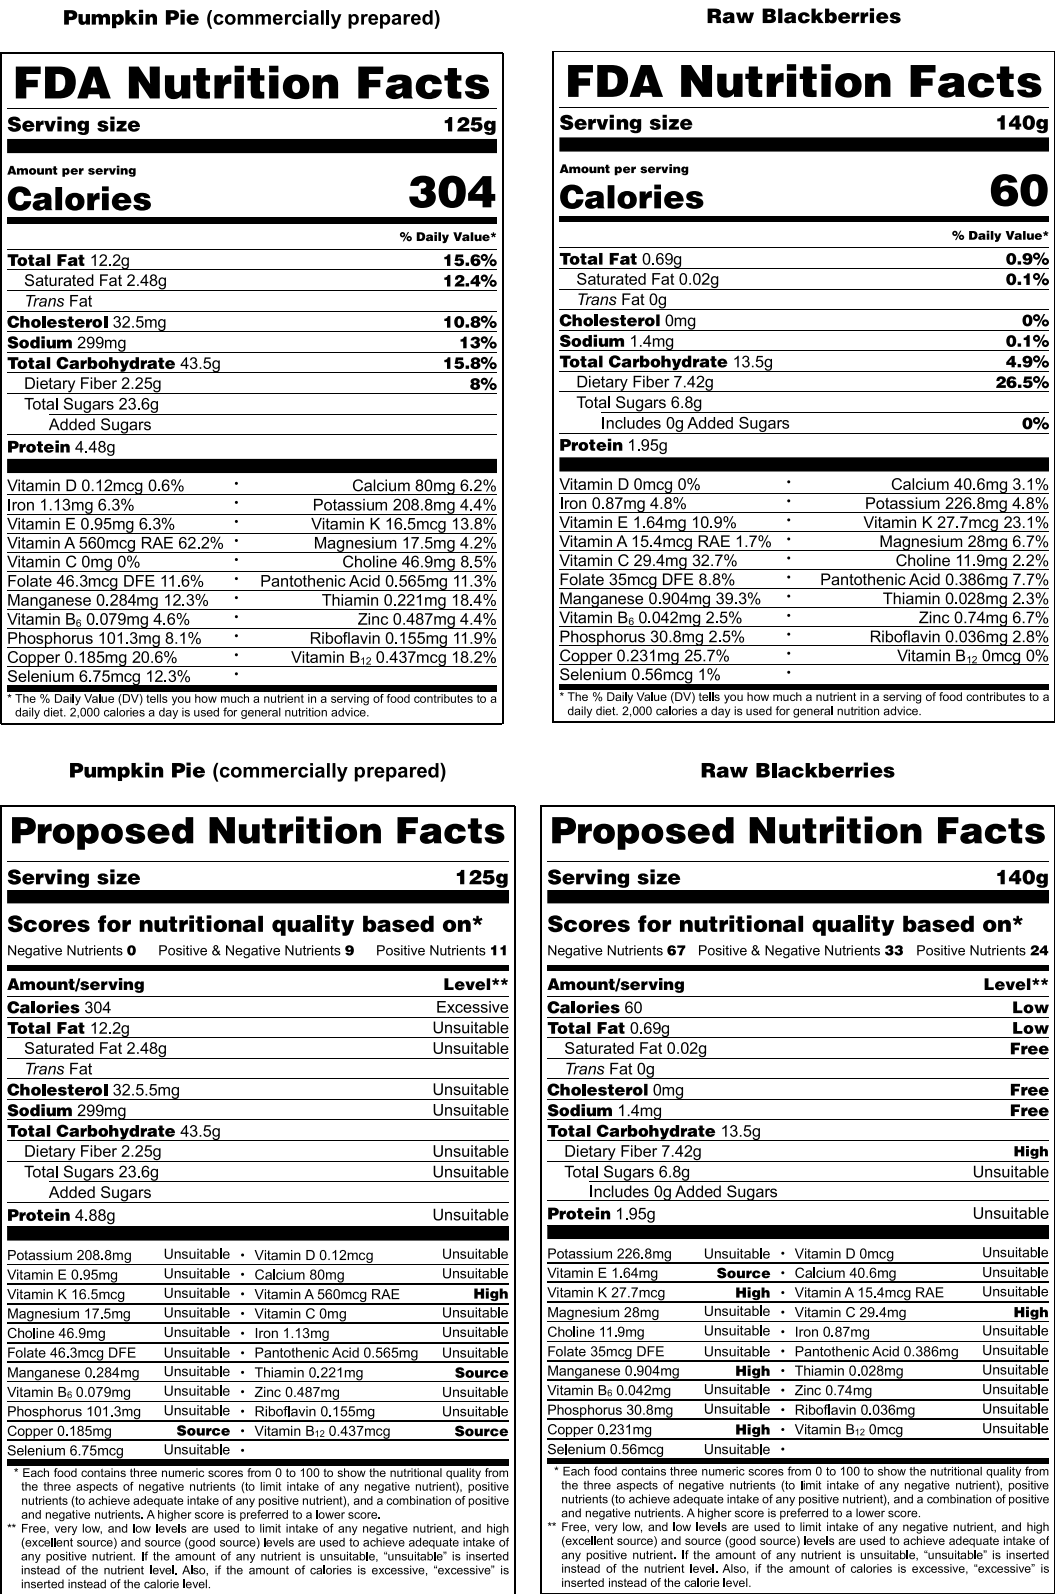 Pumpkin Pie (commercially prepared)
FDA Nutrition Facts
Serving size 125g
Amount per serving
Calories 304
% Daily Value*
Total Fat 12.2g 15.6%
Saturated Fat 2.48g 12.4%
Trans Fat
Cholesterol 32.5mg 10.8%
Sodium 299mg 13%
Total Carbohydrate 43.5g 15.8%
Dietary Fiber 2.25g 8%
Total Sugars 23.6g
Added Sugars
Protein 4.48g
Vitamin D 0.12mcg 0.6% • Calcium 80mg 6.2%
Iron 1.13mg 6.3% Potassium 208.8mg 4.4%
Vitamin E 0.95mg 6.3% • Vitamin K 16.5mcg 13.8%
Vitamin A 560mcg RAE 62.2% • Magnesium 17.5mg 4.2%
Vitamin C 0mg 0% • Choline 46.9mg 8.5%
Folate 46.3mcg DFE 11.6% • Pantothenic Acid 0.565mg 11.3%
Manganese 0.284mg 12.3% • Thiamin 0.221mg 18.4%
Vitamin B6 0.079mg 4.6% • Zinc 0.487mg 4.4%
Phosphorus 101.3mg 8.1% • Riboflavin 0.155mg 11.9%
Copper 0.185mg 20.6% • Vitamin B12 0.437mcg 18.2%
Selenium 6.75mcg 12.3% •
* The % Daily Value (DV) tells you how much a nutrient in a serving of food contributes to a
daily diet. 2,000 calories a day is used for general nutrition advice.
Raw Blackberries
FDA Nutrition Facts
Serving size 140g
Amount per serving
Calories 60
% Daily Value*
Total Fat 0.69g 0.9%
Saturated Fat 0.02g 0.1%
Trans Fat 0g
Cholesterol 0mg 0%
Sodium 1.4mg 0.1%
Total Carbohydrate 13.5g 4.9%
Dietary Fiber 7.42g 26.5%
Total Sugars 6.8g
Includes 0g Added Sugars 0%
Protein 1.95g
Vitamin D 0mcg 0% • Calcium 40.6mg 3.1%
Iron 0.87mg 4.8% • Potassium 226.8mg 4.8%
Vitamin E 1.64mg 10.9% • Vitamin K 27.7mcg 23.1%
Vitamin A 15.4mcg RAE 1.7% • Magnesium 28mg 6.7%
Vitamin C 29.4mg 32.7% • Choline 11.9mg 2.2%
Folate 35mcg DFE 8.8% • Pantothenic Acid 0.386mg 7.7%
Manganese 0.904mg 39.3% • Thiamin 0.028mg 2.3%
Vitamin B6 0.042mg 2.5% • Zinc 0.74mg 6.7%
Phosphorus 30.8mg 2.5% • Riboflavin 0.036mg 2.8%
Copper 0.231mg 25.7% • Vitamin B12 0mcg 0%
Selenium 0.56mcg 1% •
* The % Daily Value (DV) tells you how much a nutrient in a serving of food contributes to a
daily diet. 2,000 calories a day is used for general nutrition advice.
Pumpkin Pie (commercially prepared)
Proposed Nutrition Facts
Serving size 125g
Scores for nutritional quality based on*
Negative Nutrients 0 Positive & Negative Nutrients 9 Positive Nutrients 11
Amount/serving Level**
Calories 304 Excessive
Total Fat 12.2g Unsuitable
Saturated Fat 2.48g Unsuitable
Trans Fat
Cholesterol 32.5.5mg Unsuitable
Sodium 299mg Unsuitable
Total Carbohydrate 43.5g
Dietary Fiber 2.25g Unsuitable
Total Sugars 23.6g Unsuitable
Added Sugars
Protein 4.88g Unsuitable
Potassium 208.8mg Unsuitable • Vitamin D 0.12mcg Unsuitable
Vitamin E 0.95mg Unsuitable • Calcium 80mg Unsuitable
Vitamin K 16.5mcg Unsuitable • Vitamin A 560mcg RAE High
Magnesium 17.5mg Unsuitable • Vitamin C 0mg Unsuitable
Choline 46.9mg Unsuitable • Iron 1.13mg Unsuitable
Folate 46.3mcg DFE Unsuitable • Pantothenic Acid 0.565mg Unsuitable
Manganese 0.284mg Unsuitable • Thiamin 0.221mg Source
Vitamin B6 0.079mg Unsuitable • Zinc 0.487mg Unsuitable
Phosphorus 101.3mg Unsuitable • Riboflavin 0.155mg Unsuitable
Copper 0.185mg Source • Vitamin B12 0.437mcg Source
Selenium 6.75mcg Unsuitable •
* Each food contains three numeric scores from 0 to 100 to show the nutritional quality from
the three aspects of negative nutrients (to limit intake of any negative nutrient), positive
nutrients (to achieve adequate intake of any positive nutrient), and a combination of positive
and negative nutrients. A higher score is preferred to a lower score.
** Free, very low, and low levels are used to limit intake of any negative nutrient, and high
(excellent source) and source (good source) levels are used to achieve adequate intake of
any positive nutrient. If the amount of any nutrient is unsuitable, “unsuitable” is inserted
instead of the nutrient level. Also, if the amount of calories is excessive, “excessive” is
inserted instead of the calorie level.
Raw Blackberries
Proposed Nutrition Facts
Serving size 140g
Scores for nutritional quality based on*
Negative Nutrients 67 Positive & Negative Nutrients 33 Positive Nutrients 24
Amount/serving Level**
Calories 60 Low
Total Fat 0.69g Low
Saturated Fat 0.02g Free
Trans Fat 0g
Cholesterol 0mg Free
Sodium 1.4mg Free
Total Carbohydrate 13.5g
Dietary Fiber 7.42g High
Total Sugars 6.8g Unsuitable
Includes 0g Added Sugars
Protein 1.95g Unsuitable
Potassium 226.8mg Unsuitable • Vitamin D 0mcg Unsuitable
Vitamin E 1.64mg Source • Calcium 40.6mg Unsuitable
Vitamin K 27.7mcg High • Vitamin A 15.4mcg RAE Unsuitable
Magnesium 28mg Unsuitable • Vitamin C 29.4mg High
Choline 11.9mg Unsuitable • Iron 0.87mg Unsuitable
Folate 35mcg DFE Unsuitable • Pantothenic Acid 0.386mg Unsuitable
Manganese 0.904mg High • Thiamin 0.028mg Unsuitable
Vitamin B6 0.042mg Unsuitable • Zinc 0.74mg Unsuitable
Phosphorus 30.8mg Unsuitable • Riboflavin 0.036mg Unsuitable
Copper 0.231mg High • Vitamin B12 0mcg Unsuitable
Selenium 0.56mcg Unsuitable •
* Each food contains three numeric scores from 0 to 100 to show the nutritional quality from
the three aspects of negative nutrients (to limit intake of any negative nutrient), positive
nutrients (to achieve adequate intake of any positive nutrient), and a combination of positive
and negative nutrients. A higher score is preferred to a lower score.
** Free, very low, and low levels are used to limit intake of any negative nutrient, and high
(excellent source) and source (good source) levels are used to achieve adequate intake of
any positive nutrient. If the amount of any nutrient is unsuitable, “unsuitable” is inserted
instead of the nutrient level. Also, if the amount of calories is excessive, “excessive” is
inserted instead of the calorie level.